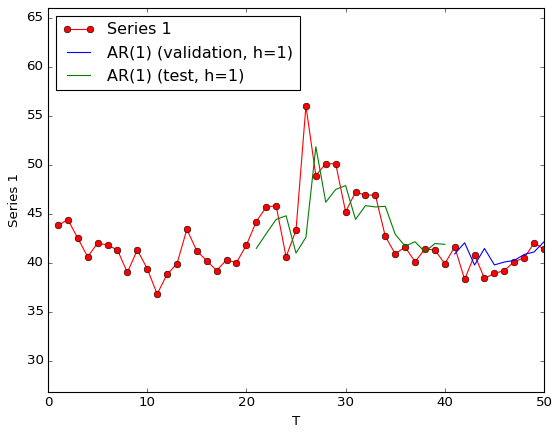 Series 1
AR(1) (validation, h=1)
AR(1) (test, h=1)
65
60
55
50
45
40
35
30
Series 1
0 10 20 30 40 50
T